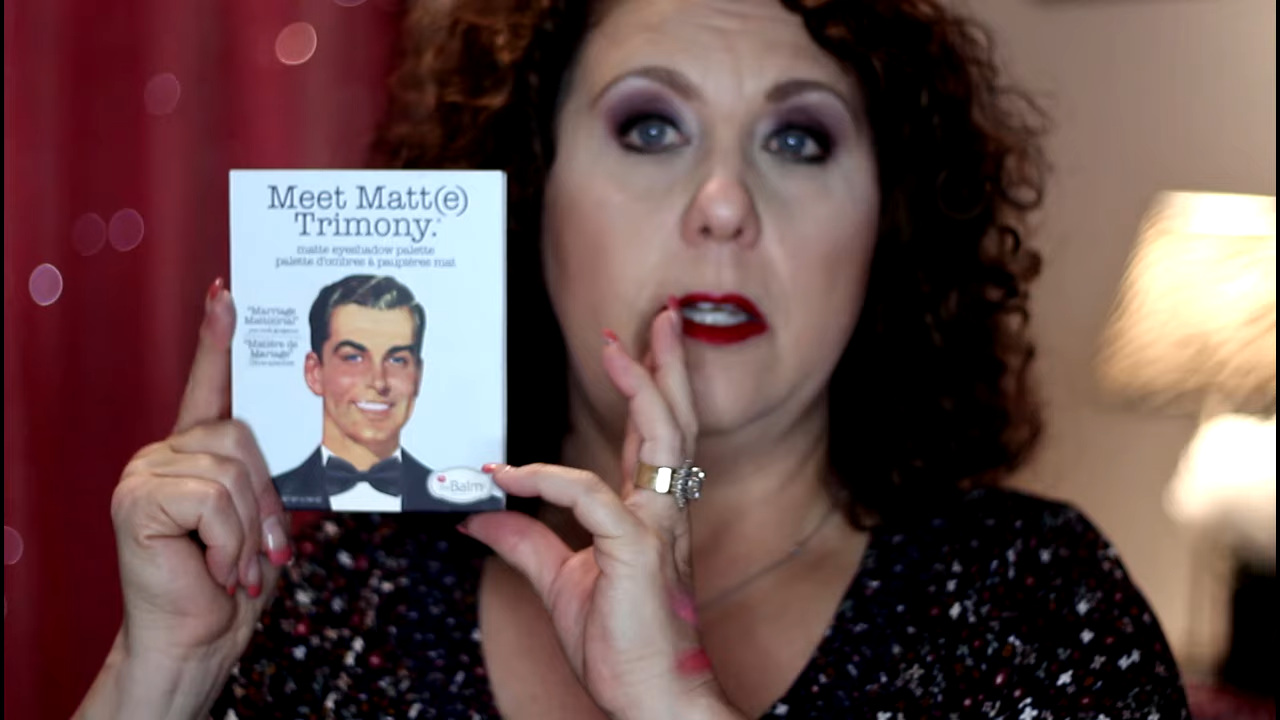 Meet Matt(e)
Trimony.
matte eyeshadow palette
palette d'ombres à paupières mat
"Marriage
Material"
"Matière de
Mariage"
theBalm